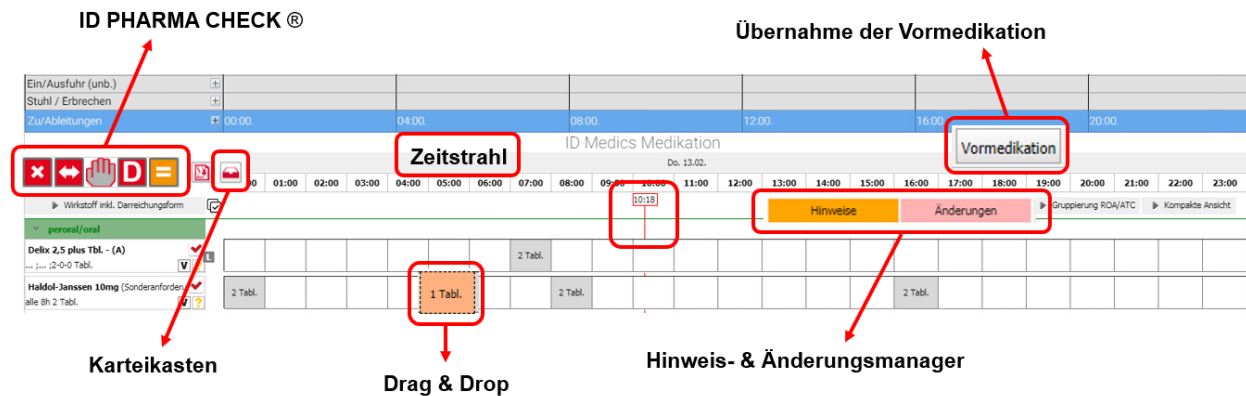 ID PHARMA CHECK ®
Übernahme der Vormedikation
Ein/Ausfuhr (unb.)
Stuhl / Erbrechen
Zu/Ableitungen 00:00. 04:00. 08:00. 12:00. 16:00. 20:00.
ID Medics Medikation
Vormedikation
Zeitstrahl
Do. 13.02.
D
01:00 02:00 03:00 04:00 05:00 06:00 07:00 08:00 09:00 10:00 11:00 12:00 13:00 14:00 15:00 16:00 17:00 18:00 19:00 20:00 21:00 22:00 23:00
Wirkstoff inkl. Darreichungsform
10:18
Hinweise
Änderungen
Gruppierung ROA/ATC
Kompakte Ansicht
peroral/oral
Delix 2,5 plus Tbl. - (A)
... ;... ;2-0-0 Tabl. V ? L
2 Tabl.
Haldol-Janssen 10mg (Sonderanforder
alle 8h 2 Tabl. V ?
2 Tabl. 1 Tabl. 2 Tabl. 2 Tabl.
Karteikasten
Drag & Drop
Hinweis- & Änderungsmanager